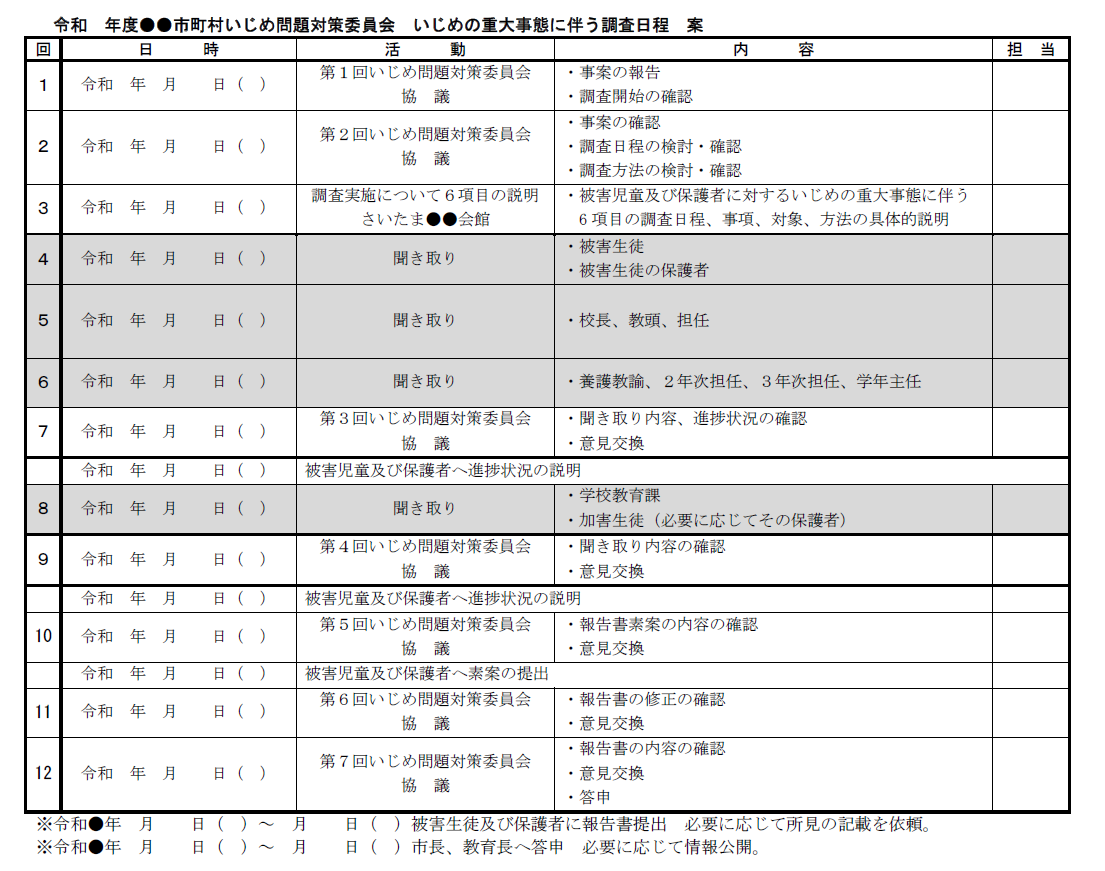 令和　年度●●市町村いじめ問題対策委員会　いじめの重大事態に伴う調査日程　案
回　日　時　活　動　内　容　担　当
1　令和　年　月　　日（　）　第１回いじめ問題対策委員会　・事案の報告
協　議　・調査開始の確認
2　令和　年　月　　日（　）　第２回いじめ問題対策委員会　・事案の確認
協　議　・調査日程の検討・確認
・調査方法の検討・確認
3　令和　年　月　　日（　）　調査実施について６項目の説明　・被害児童及び保護者に対するいじめの重大事態に伴う
さいたま●●会館　６項目の調査日程、事項、対象、方法の具体的説明
4　令和　年　月　　日（　）　聞き取り　・被害生徒
・被害生徒の保護者
5　令和　年　月　　日（　）　聞き取り　・校長、教頭、担任
6　令和　年　月　　日（　）　聞き取り　・養護教諭、２年次担任、３年次担任、学年主任
7　令和　年　月　　日（　）　第３回いじめ問題対策委員会　・聞き取り内容、進捗状況の確認
協　議　・意見交換
令和　年　月　　日（　）　被害児童及び保護者へ進捗状況の説明
8　令和　年　月　　日（　）　聞き取り　・学校教育課
・加害生徒（必要に応じてその保護者）
9　令和　年　月　　日（　）　第４回いじめ問題対策委員会　・聞き取り内容の確認
協　議　・意見交換
令和　年　月　　日（　）　被害児童及び保護者へ進捗状況の説明
10　令和　年　月　　日（　）　第５回いじめ問題対策委員会　・報告書素案の内容の確認
協　議　・意見交換
令和　年　月　　日（　）　被害児童及び保護者へ素案の提出
11　令和　年　月　　日（　）　第６回いじめ問題対策委員会　・報告書の修正の確認
協　議　・意見交換
12　令和　年　月　　日（　）　第７回いじめ問題対策委員会　・報告書の内容の確認
協　議　・意見交換
・答申
※令和●年　月　　日（　）～　月　　日（　）被害生徒及び保護者に報告書提出　必要に応じて所見の記載を依頼。
※令和●年　月　　日（　）～　月　　日（　）市長、教育長へ答申　必要に応じて情報公開。